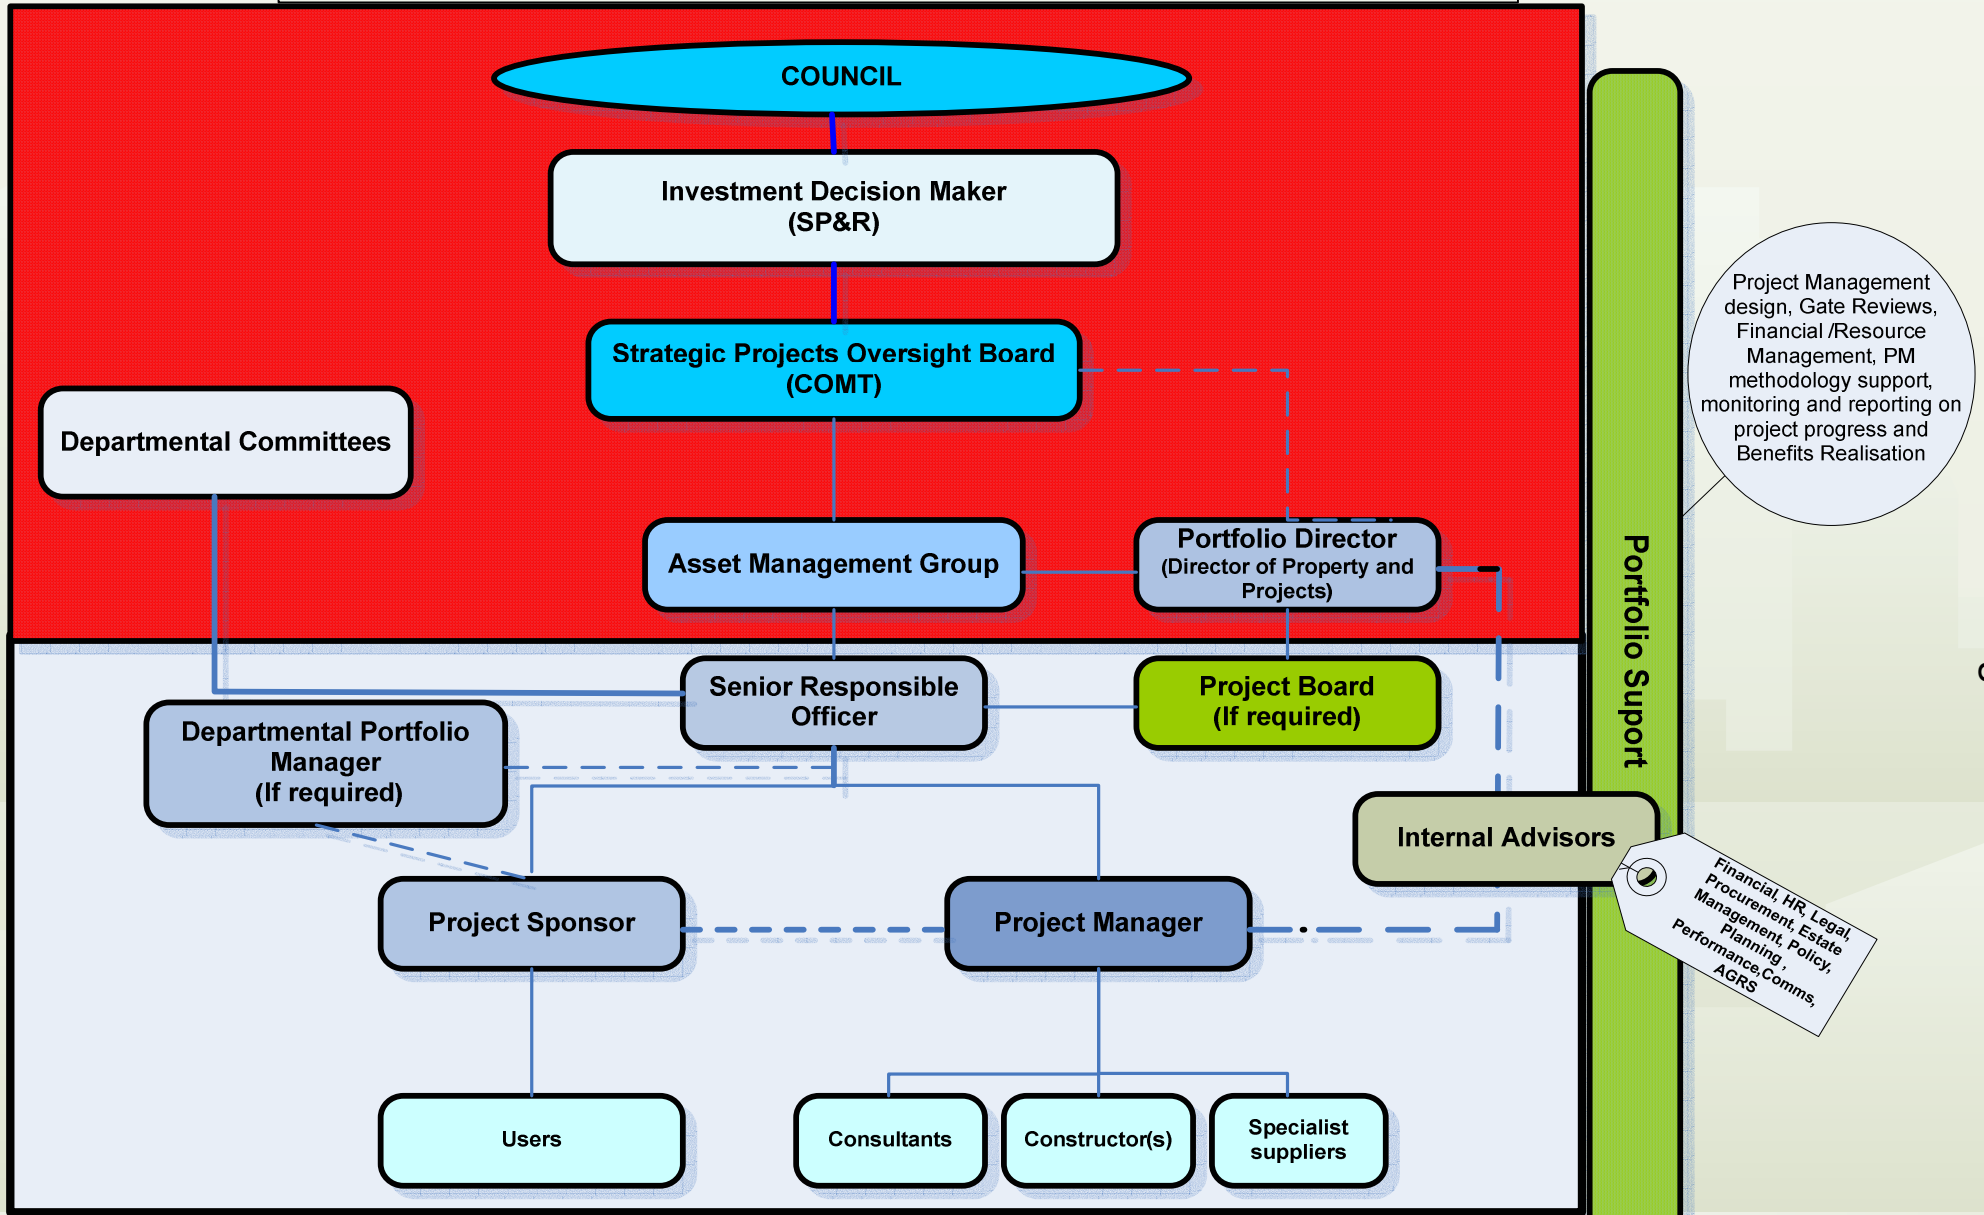 COUNCIL
Investment Decision Maker
(SP&R)
Strategic Projects Oversight Board
(COMT)
Departmental Committees
Asset Management Group
Portfolio Director
(Director of Property and
Projects)
Senior Responsible
Officer
Project Board
(If required)
Departmental Portfolio
Manager
(If required)
Internal Advisors
Project Sponsor
Project Manager
Users
Consultants
Constructor(s)
Specialist
suppliers
Portfolio Support
Project Management
design, Gate Reviews,
Financial /Resource
Management, PM
methodology support,
monitoring and reporting on
project progress and
Benefits Realisation
Financial, HR, Legal,
Procurement, Estate
Management, Policy,
Planning ,
Performance,Comms,
AGRS